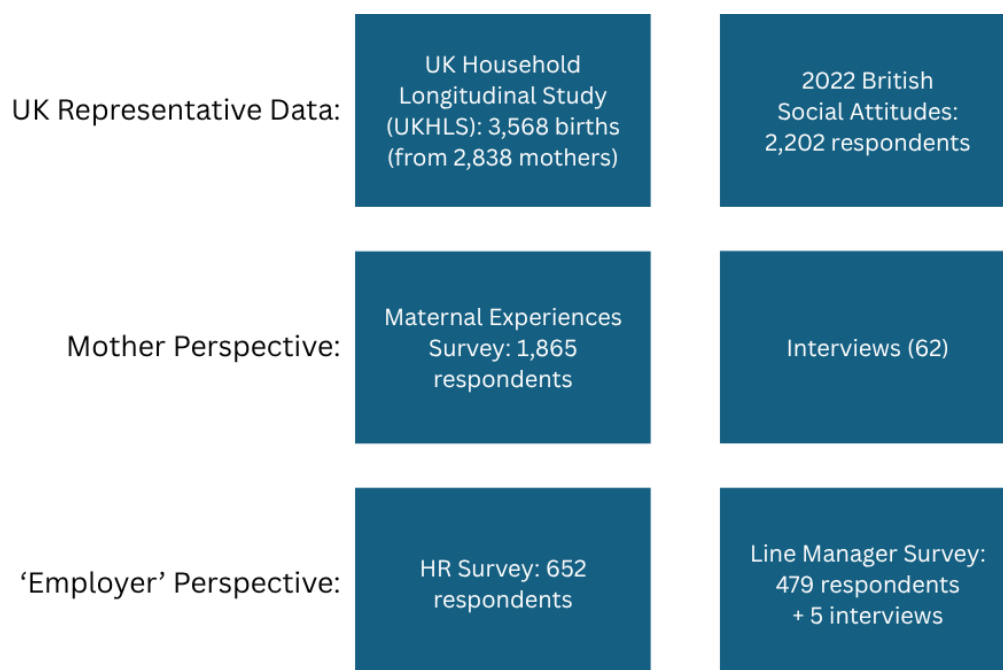 UK Representative Data:
UK Household
Longitudinal Study
(UKHLS): 3,568 births
(from 2,838 mothers)
2022 British
Social Attitudes:
2,202 respondents
Mother Perspective:
Maternal Experiences
Survey: 1,865
respondents
Interviews (62)
‘Employer’ Perspective:
HR Survey: 652
respondents
Line Manager Survey:
479 respondents
+ 5 interviews